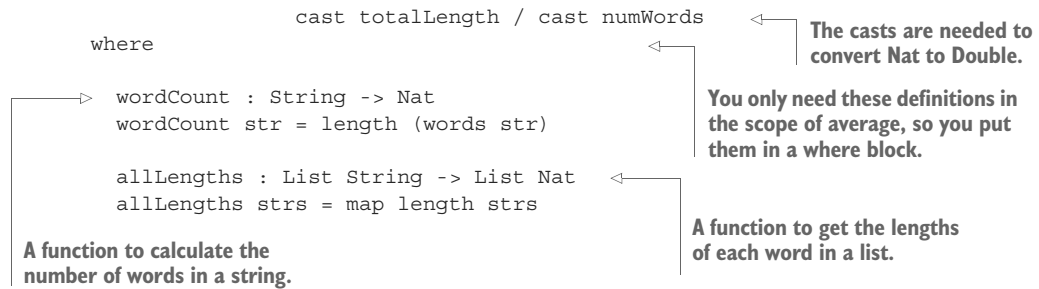 cast totalLength / cast numWords
where
wordCount : String -> Nat
wordCount str = length (words str)
allLengths : List String -> List Nat
allLengths strs = map length strs
The casts are needed to
convert Nat to Double.
You only need these definitions in
the scope of average, so you put
them in a where block.
A function to get the lengths
of each word in a list.
A function to calculate the
number of words in a string.